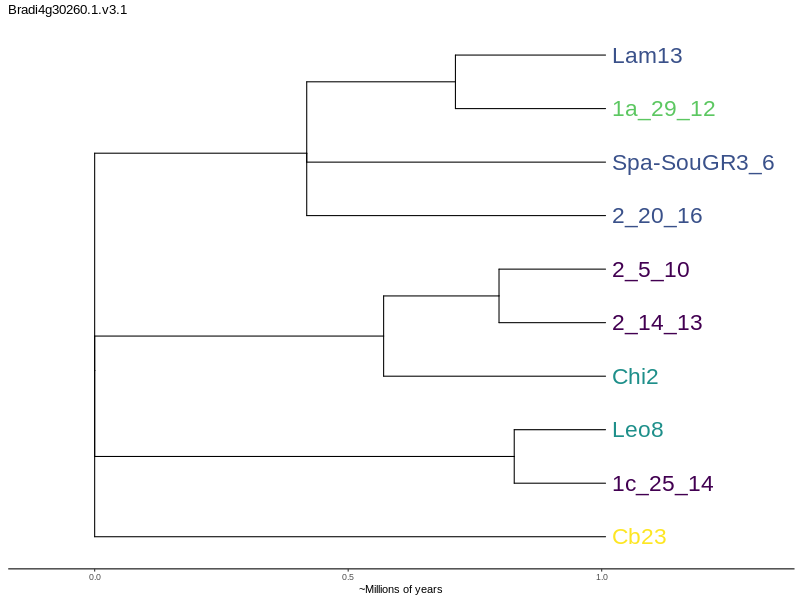 Bradi4g30260.1.v3.1
Lam13
1a_29_12
Spa-SouGR3_6
2_20_16
2_5_10
2_14_13
Chi2
Leo8
1c_25_14
Cb23
0.0 0.5 1.0
~Millions of years